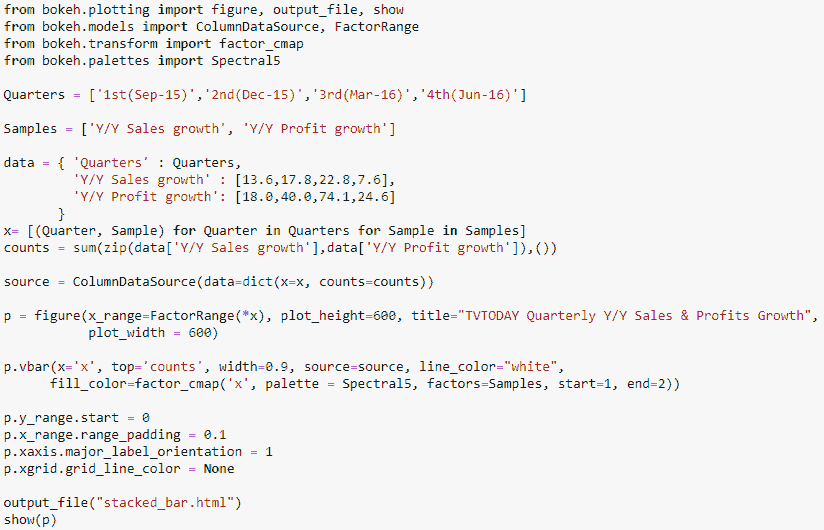 from bokeh.plotting import figure, output_file, show
from bokeh.models import ColumnDataSource, FactorRange
from bokeh.transform import factor_cmap
from bokeh.palettes import Spectral5

Quarters = ['1st(Sep-15)','2nd(Dec-15)','3rd(Mar-16)','4th(Jun-16)']

Samples = ['Y/Y Sales growth', 'Y/Y Profit growth']

data = { 'Quarters' : Quarters,
         'Y/Y Sales growth' : [13.6,17.8,22.8,7.6],
         'Y/Y Profit growth': [18.0,40.0,74.1,24.6]
       }
x= [(Quarter, Sample) for Quarter in Quarters for Sample in Samples]
counts = sum(zip(data['Y/Y Sales growth'],data['Y/Y Profit growth']),())

source = ColumnDataSource(data=dict(x=x, counts=counts))

p = figure(x_range=FactorRange(*x), plot_height=600, title="TVTODAY Quarterly Y/Y Sales & Profits Growth",
           plot_width = 600)

p.vbar(x='x', top='counts', width=0.9, source=source, line_color="white",
      fill_color=factor_cmap('x', palette = Spectral5, factors=Samples, start=1, end=2))

p.y_range.start = 0
p.x_range.range_padding = 0.1
p.xaxis.major_label_orientation = 1
p.xgrid.grid_line_color = None

output_file("stacked_bar.html")
show(p)